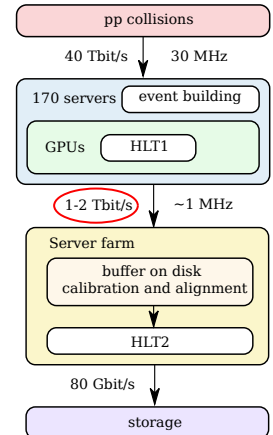 pp collisions
40 Tbit/s 30 MHz
170 servers event building
GPUs HLT1
1-2 Tbit/s ~1 MHz
Server farm
buffer on disk
calibration and alignment
HLT2
80 Gbit/s
storage